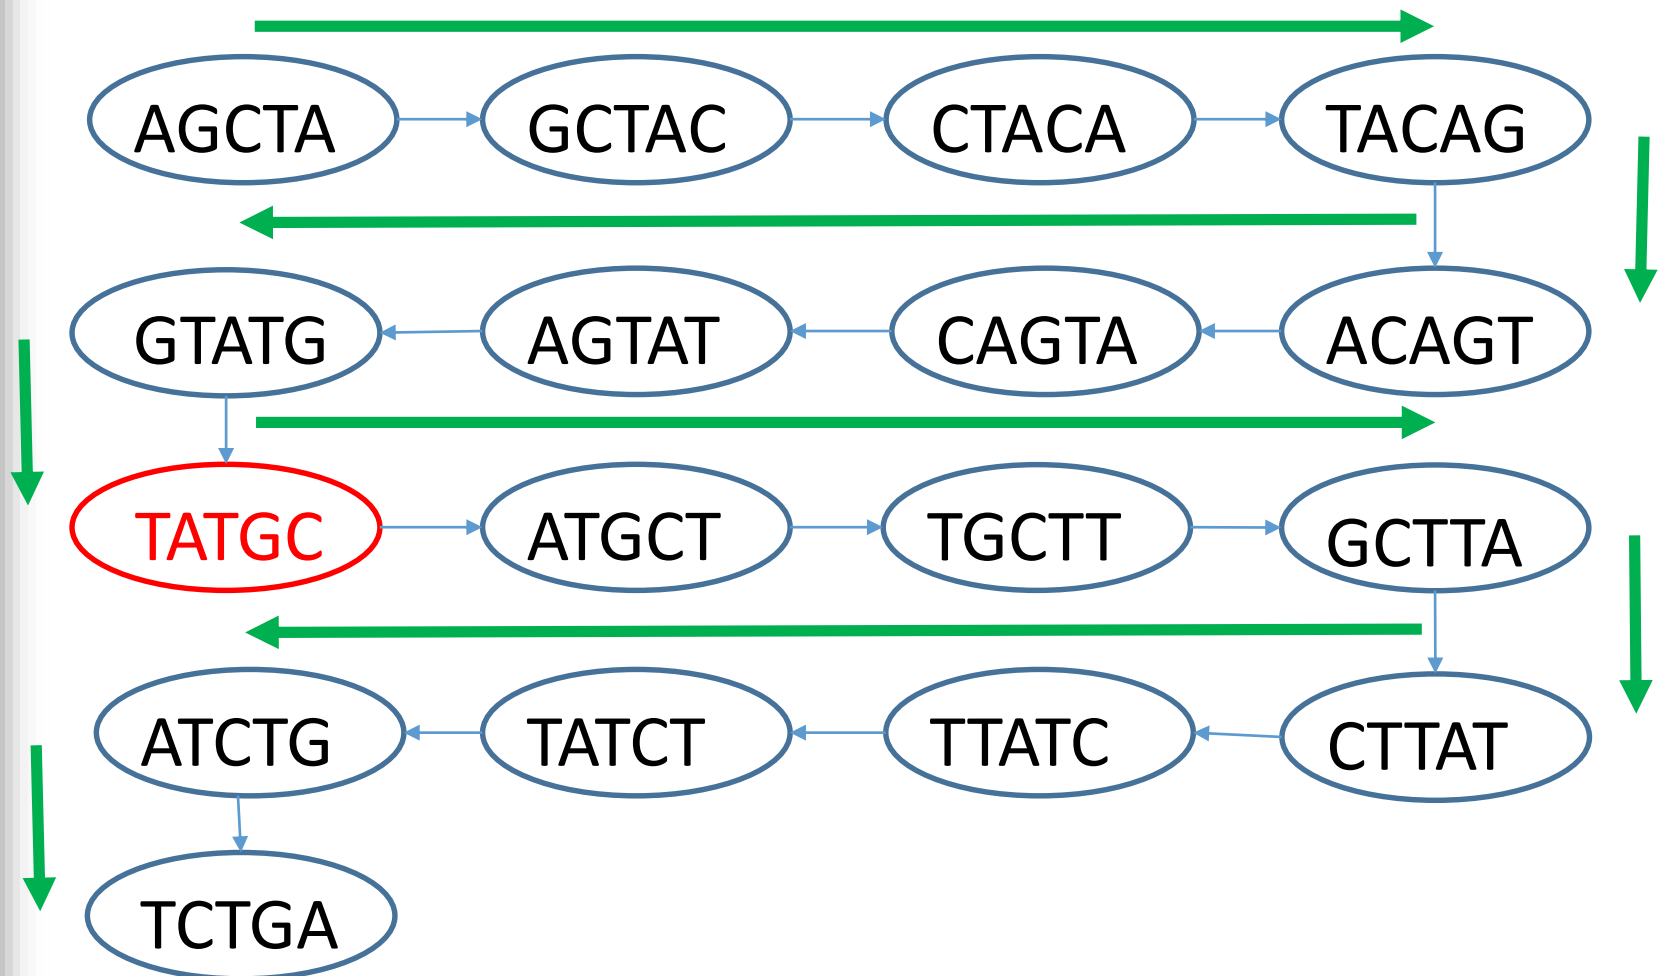 AGCTA GCTAC CTACA TACAG
GTATG AGTAT CAGTA ACAGT
TATGC ATGCT TGCTT GCTTA
ATCTG TATCT TTATC CTTAT
TCTGA